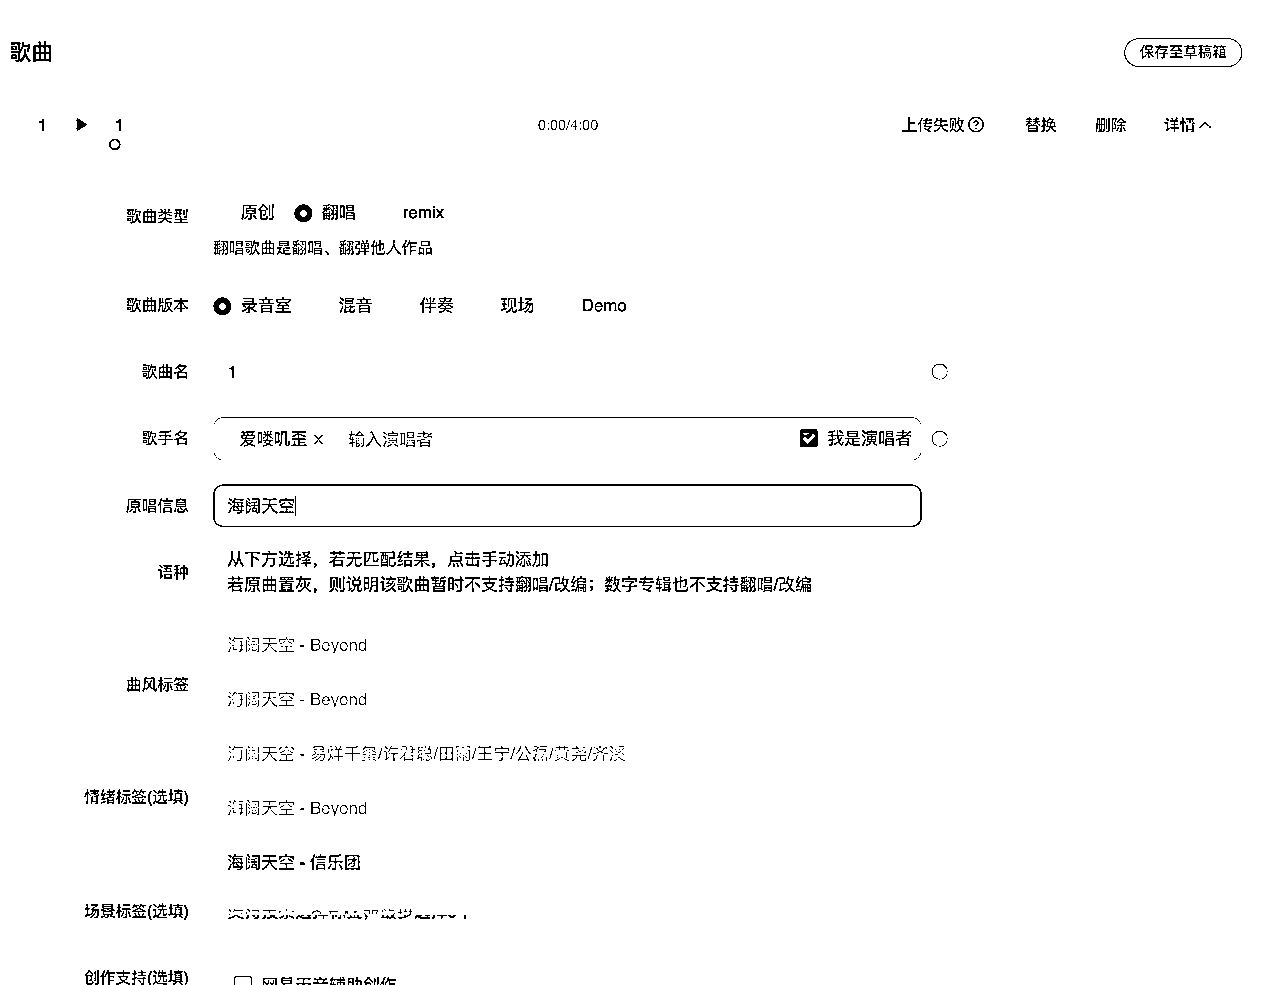 歌曲
保存至草稿箱
1 1 0:00/4:00 上传失败 替换 删除 详情
歌曲类型 原创 翻唱 remix
翻唱歌曲是翻唱、翻弹他人作品
歌曲版本 录音室 混音 伴奏 现场 Demo
歌曲名 1
歌手名 爱喽叽歪 × 输入演唱者 我是演唱者
原唱信息 海阔天空
从下方选择，若无匹配结果，点击手动添加
语种
若原曲置灰，则说明该歌曲暂时不支持翻唱/改编；数字专辑也不支持翻唱/改编
海阔天空 - Beyond
曲风标签
海阔天空 - Beyond
海阔天空 - 易烊千玺/许君聪/田雨/王宁/公磊/黄尧/齐溪
情绪标签(选填)
海阔天空 - Beyond
海阔天空 - 信乐团
场景标签(选填)
创作支持(选填) 网易天音辅助创作